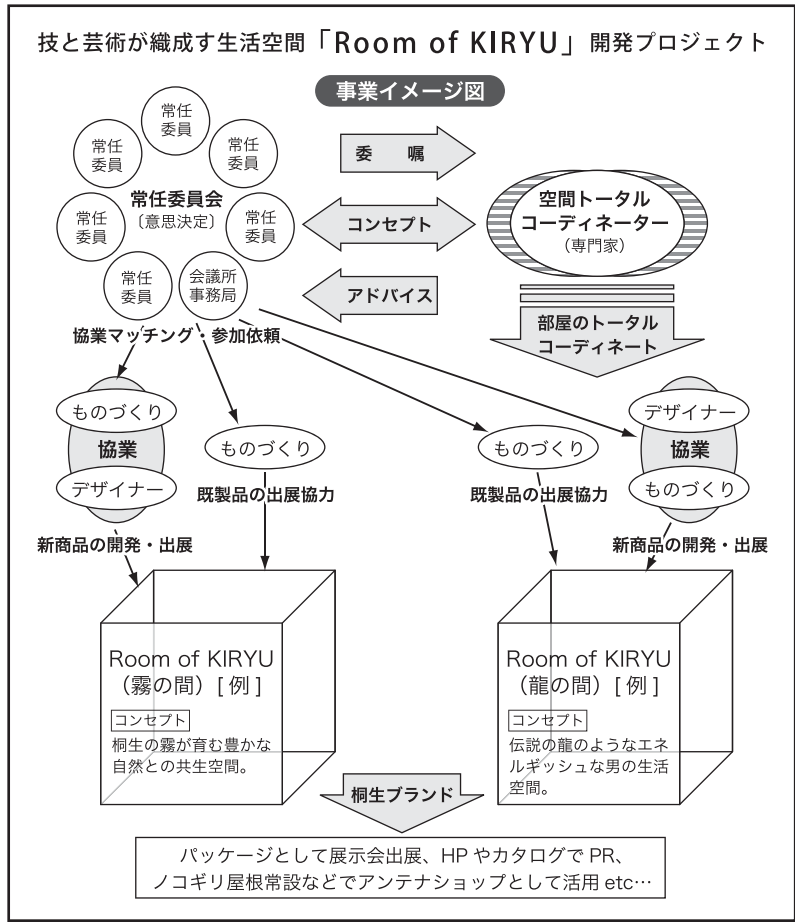 技と芸術が織成す生活空間「Room of KIRYU」開発プロジェクト
事業イメージ図
常任
委員
常任
委員
常任
委員
常任
委員
常任
委員
常任
委員
会議所
事務局
常任委員会
〔意思決定〕
委　嘱
コンセプト
アドバイス
空間トータル
コーディネーター
（専門家）
部屋のトータル
コーディネート
協業マッチング・参加依頼
ものづくり
協業
デザイナー
新商品の開発・出展
ものづくり
既製品の出展協力
ものづくり
既製品の出展協力
デザイナー
協業
ものづくり
新商品の開発・出展
Room of KIRYU
（霧の間）[ 例 ]
コンセプト
桐生の霧が育む豊かな
自然との共生空間。
Room of KIRYU
（龍の間）[ 例 ]
コンセプト
伝説の龍のようなエネ
ルギッシュな男の生活
空間。
桐生ブランド
パッケージとして展示会出展、HP やカタログで PR、
ノコギリ屋根常設などでアンテナショップとして活用 etc…